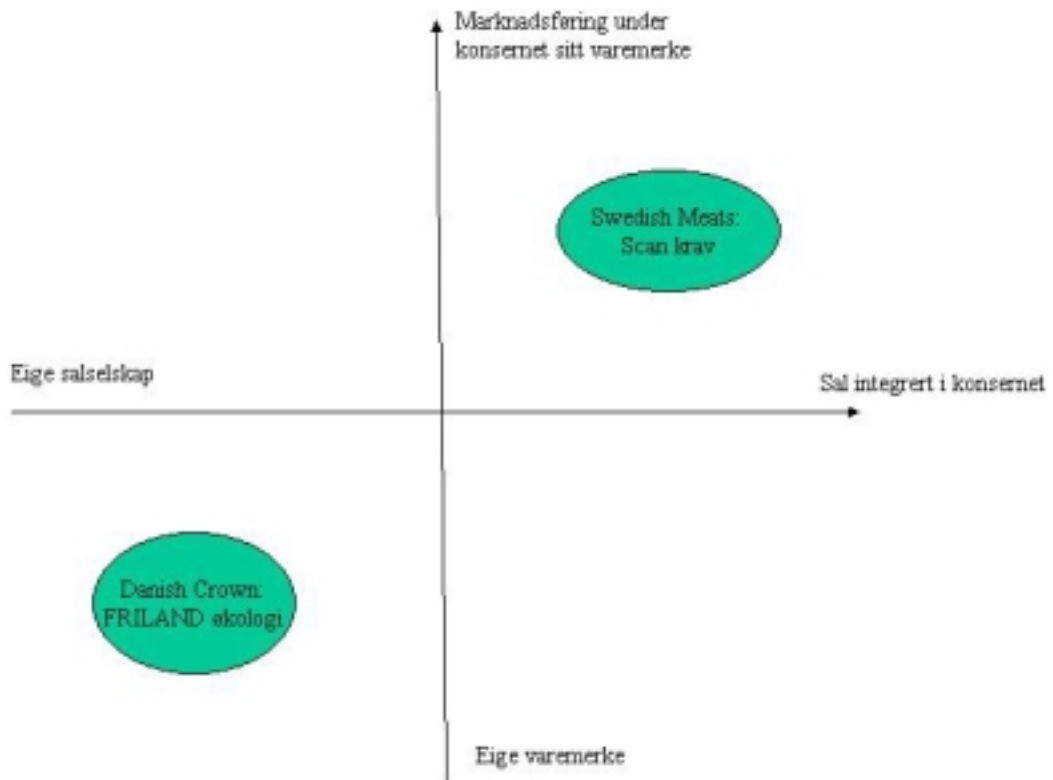 Marknadsføring under
konsernet sitt varemerke
Swedish Meats:
Scan krav
Eige salselskap
Sal integrert i konsernet
Danish Crown:
FRILAND økologi
Eige varemerke